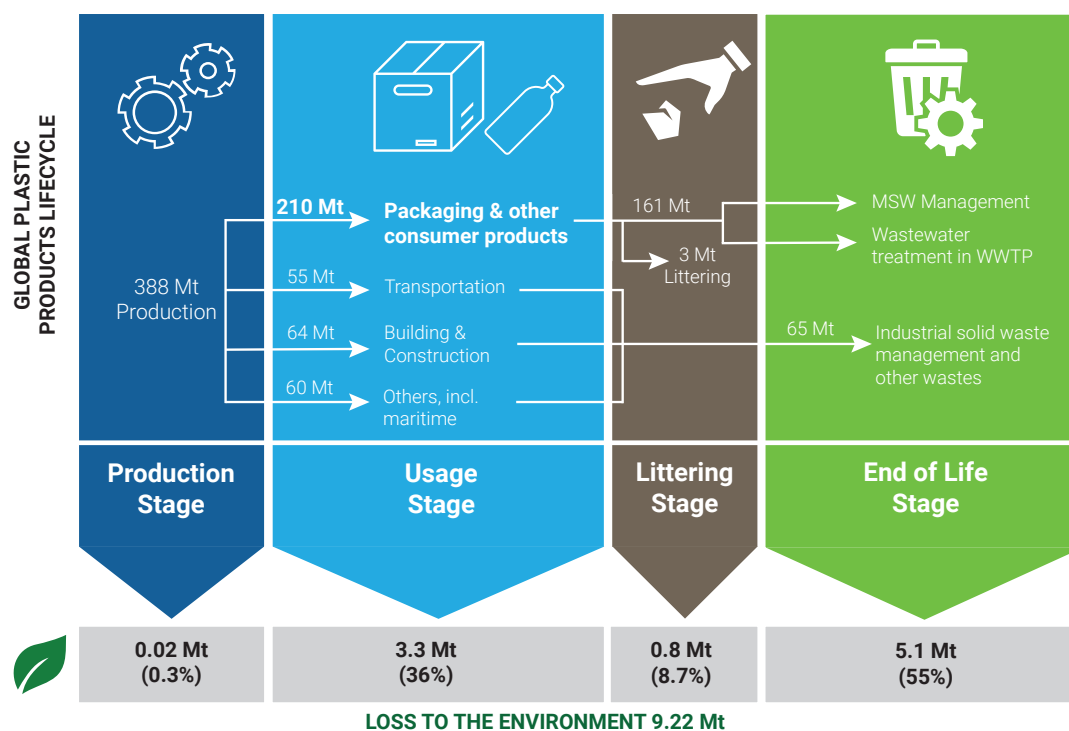 GLOBAL PLASTIC
PRODUCTS LIFECYCLE
388 Mt
Production
210 Mt
Packaging & other
consumer products
55 Mt
Transportation
64 Mt
Building &
Construction
60 Mt
Others, incl.
maritime
161 Mt
3 Mt
Littering
MSW Management
Wastewater
treatment in WWTP
65 Mt
Industrial solid waste
management and
other wastes
Production
Stage
Usage
Stage
Littering
Stage
End of Life
Stage
0.02 Mt
(0.3%)
3.3 Mt
(36%)
0.8 Mt
(8.7%)
5.1 Mt
(55%)
LOSS TO THE ENVIRONMENT 9.22 Mt